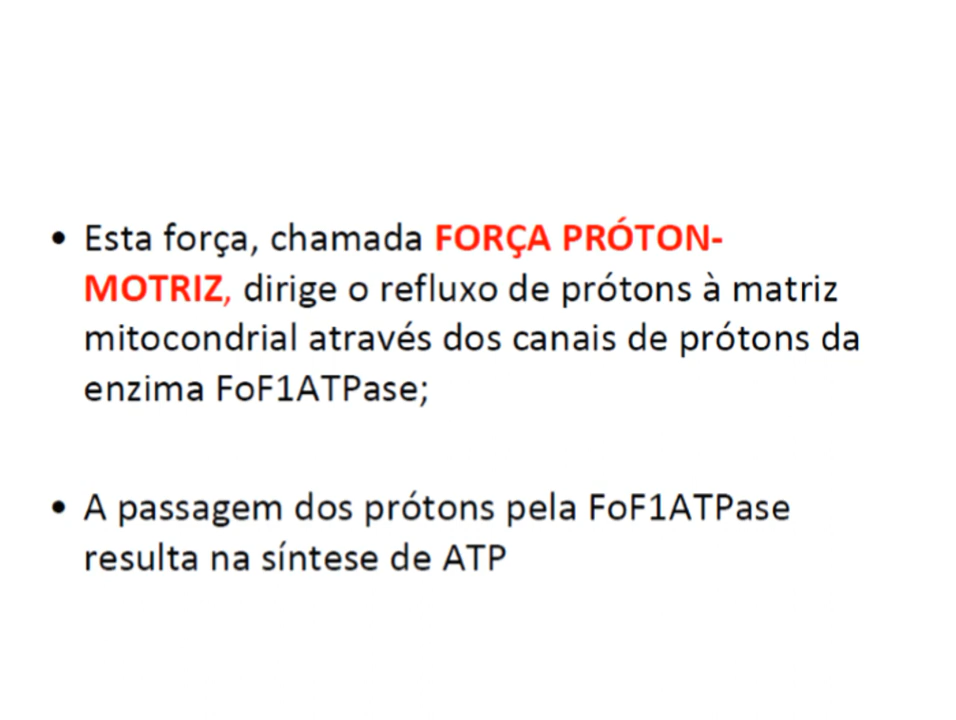 • Esta força, chamada FORÇA PRÓTON-
MOTRIZ, dirige o refluxo de prótons à matriz
mitocondrial através dos canais de prótons da
enzima FoF1ATPase;
• A passagem dos prótons pela FoF1ATPase
resulta na síntese de ATP